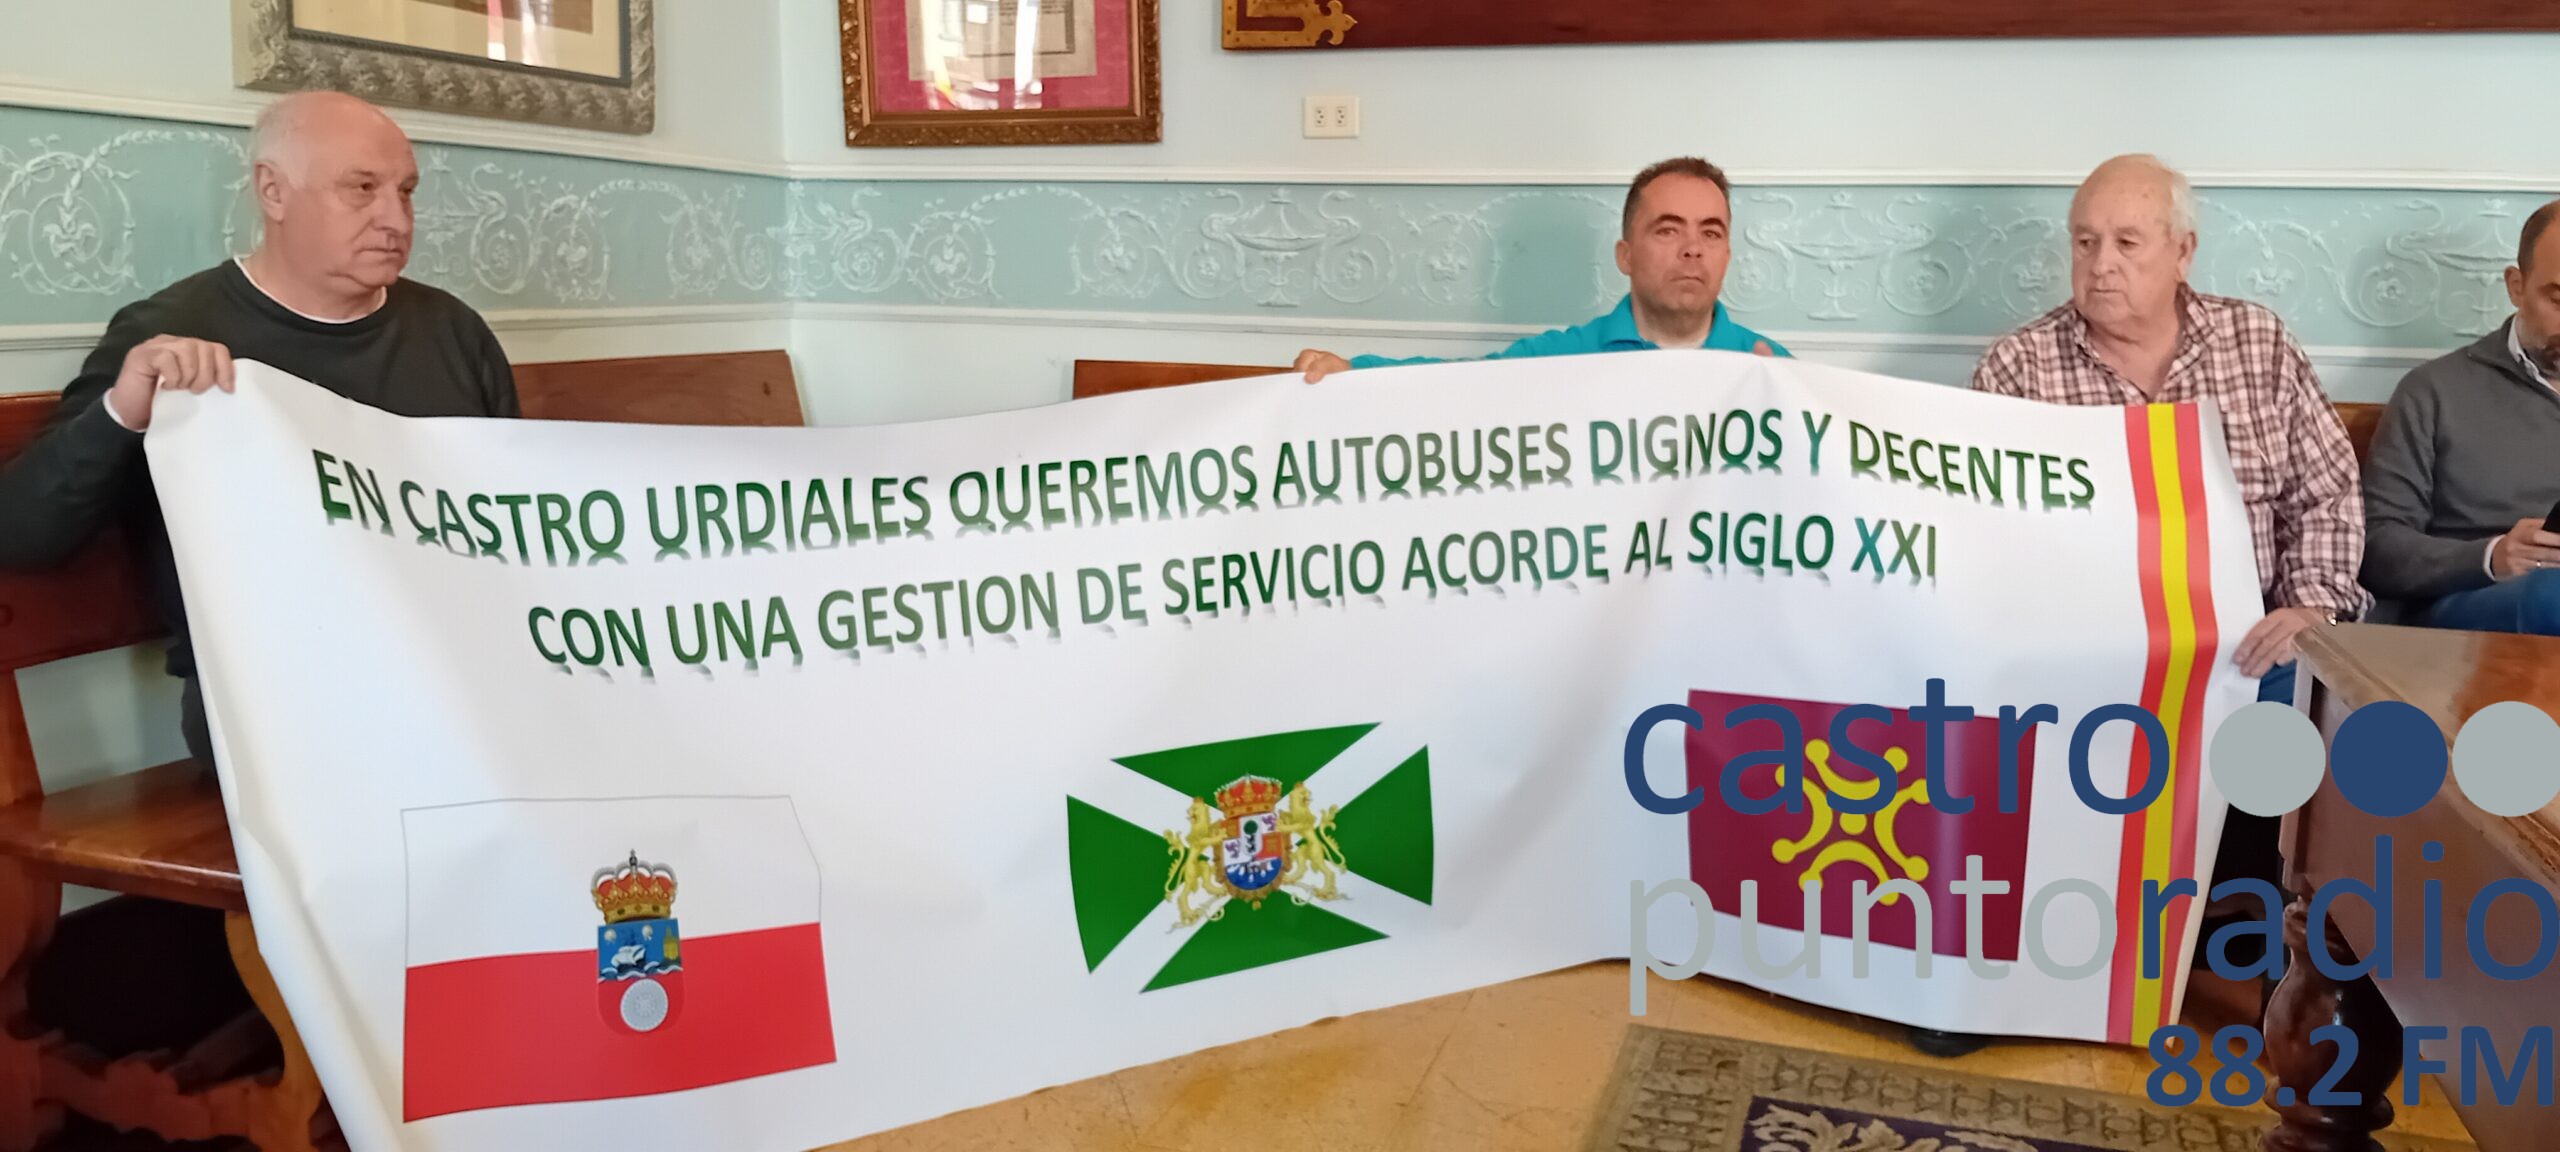 EN CASTRO URDIALES QUEREMOS AUTOBUSES DIGNOS Y DECENTES
CON UNA GESTION DE SERVICIO ACORDE AL SIGLO XXI
castro
puntoradio
88.2 FM